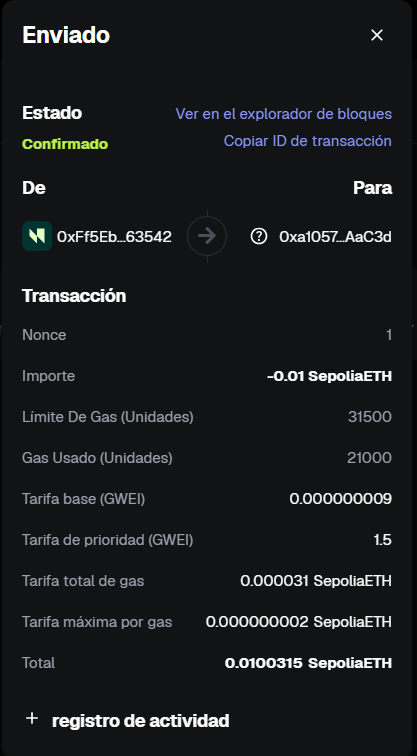 Enviado
Estado
Ver en el explorador de bloques
Confirmado
Copiar ID de transacción
De
Para
0xFf5Eb...63542
0xa1057...AaC3d
Transacción
Nonce
1
Importe
-0.01 SepoliaETH
Límite De Gas (Unidades)
31500
Gas Usado (Unidades)
21000
Tarifa base (GWEI)
0.000000009
Tarifa de prioridad (GWEI)
1.5
Tarifa total de gas
0.000031 SepoliaETH
Tarifa máxima por gas
0.000000002 SepoliaETH
Total
0.0100315 SepoliaETH
+ registro de actividad